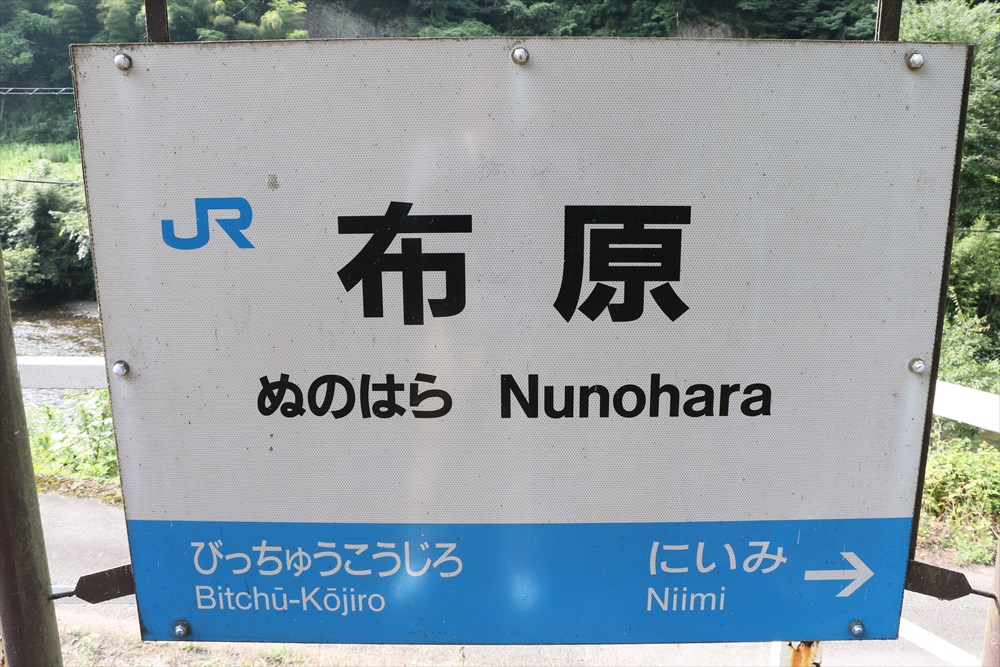 JR 布原
ぬのはら Nunohara
びっちゅうこうじろ にいみ →
Bitchū-Kōjiro Niimi